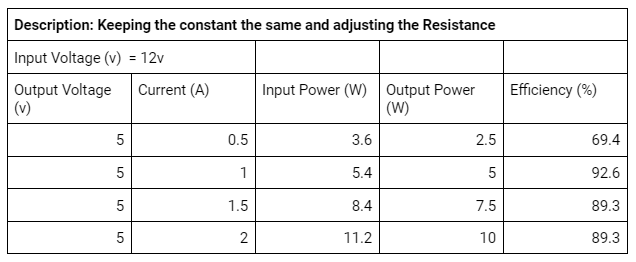 Description: Keeping the constant the same and adjusting the Resistance
Input Voltage (v) = 12v
Output Voltage (v) Current (A) Input Power (W) Output Power (W) Efficiency (%)
5 0.5 3.6 2.5 69.4
5 1 5.4 5 92.6
5 1.5 8.4 7.5 89.3
5 2 11.2 10 89.3